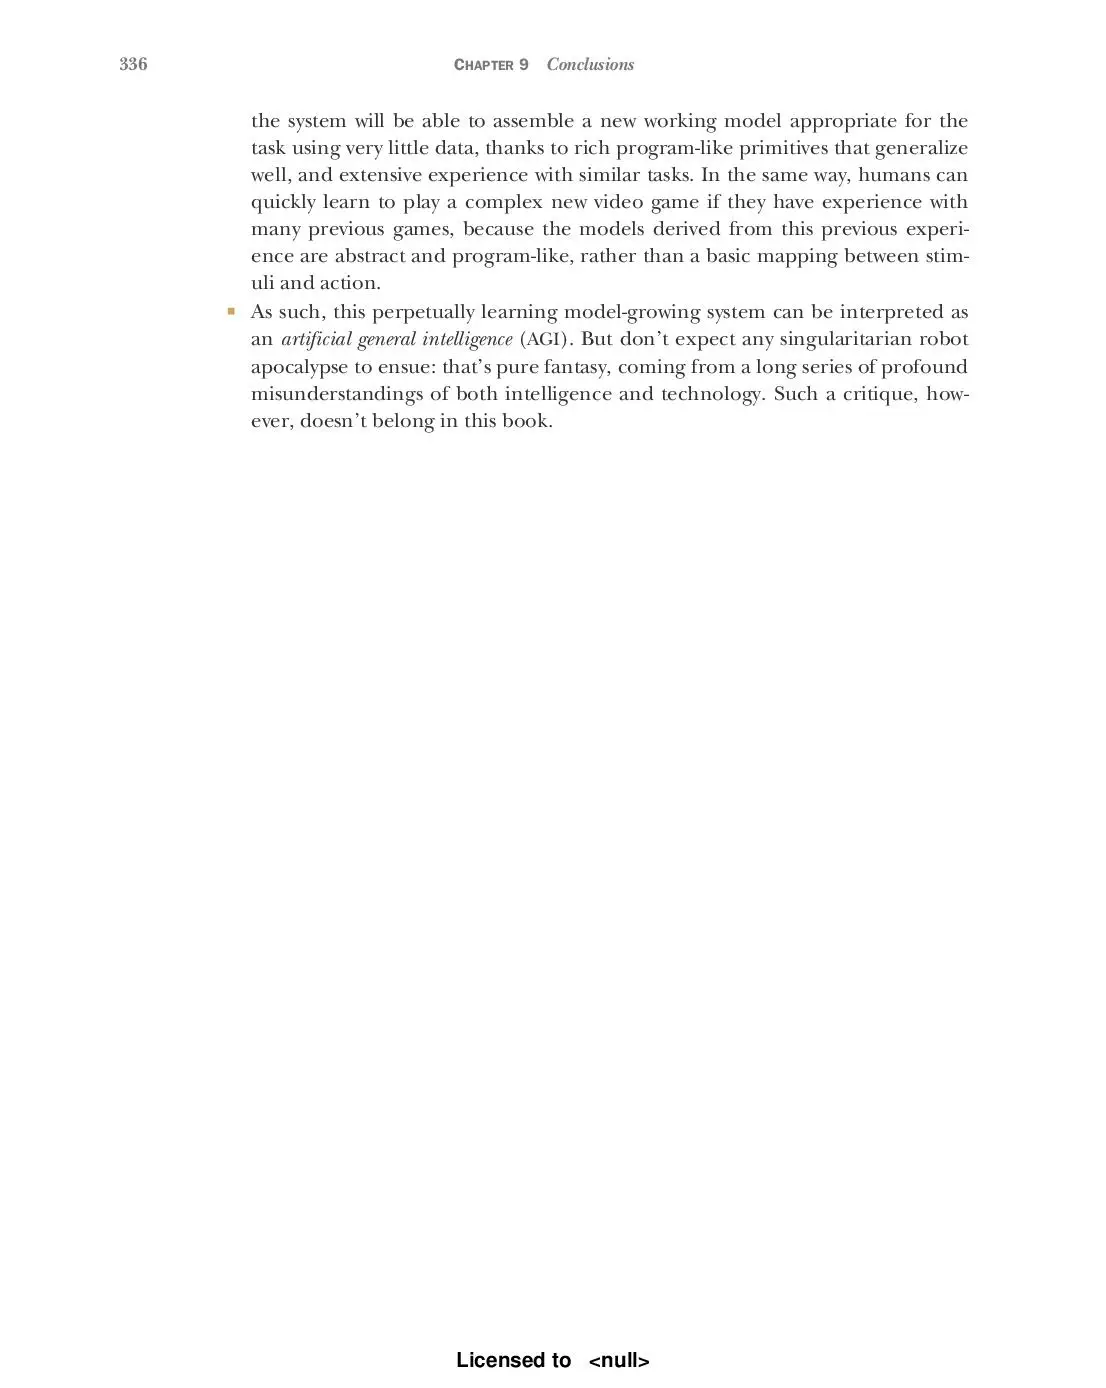 336
CHAPTER 9 Conclusions
the system will be able to assemble a new working model appropriate for the
task using very little data, thanks to rich program-like primitives that generalize
well, and extensive experience with similar tasks. In the same way, humans can
quickly learn to play a complex new video game if they have experience with
many previous games, because the models derived from this previous experi-
ence are abstract and program-like, rather than a basic mapping between stim-
uli and action.
▪ As such, this perpetually learning model-growing system can be interpreted as
an artificial general intelligence (AGI). But don’t expect any singularitarian robot
apocalypse to ensue: that’s pure fantasy, coming from a long series of profound
misunderstandings of both intelligence and technology. Such a critique, how-
ever, doesn’t belong in this book.
Licensed to <null>